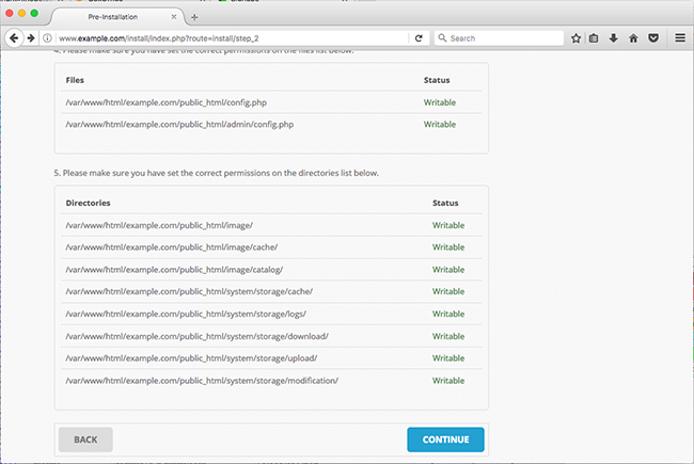 Pre-Installation
www.example.com/install/index.php?route=install/step_2
Search
4. Please make sure you have set the correct permissions on the files list below.
Files Status
/var/www/html/example.com/public_html/config.php Writable
/var/www/html/example.com/public_html/admin/config.php Writable
5. Please make sure you have set the correct permissions on the directories list below.
Directories Status
/var/www/html/example.com/public_html/image/ Writable
/var/www/html/example.com/public_html/image/cache/ Writable
/var/www/html/example.com/public_html/image/catalog/ Writable
/var/www/html/example.com/public_html/system/storage/cache/ Writable
/var/www/html/example.com/public_html/system/storage/logs/ Writable
/var/www/html/example.com/public_html/system/storage/download/ Writable
/var/www/html/example.com/public_html/system/storage/upload/ Writable
/var/www/html/example.com/public_html/system/storage/modification/ Writable
BACK CONTINUE